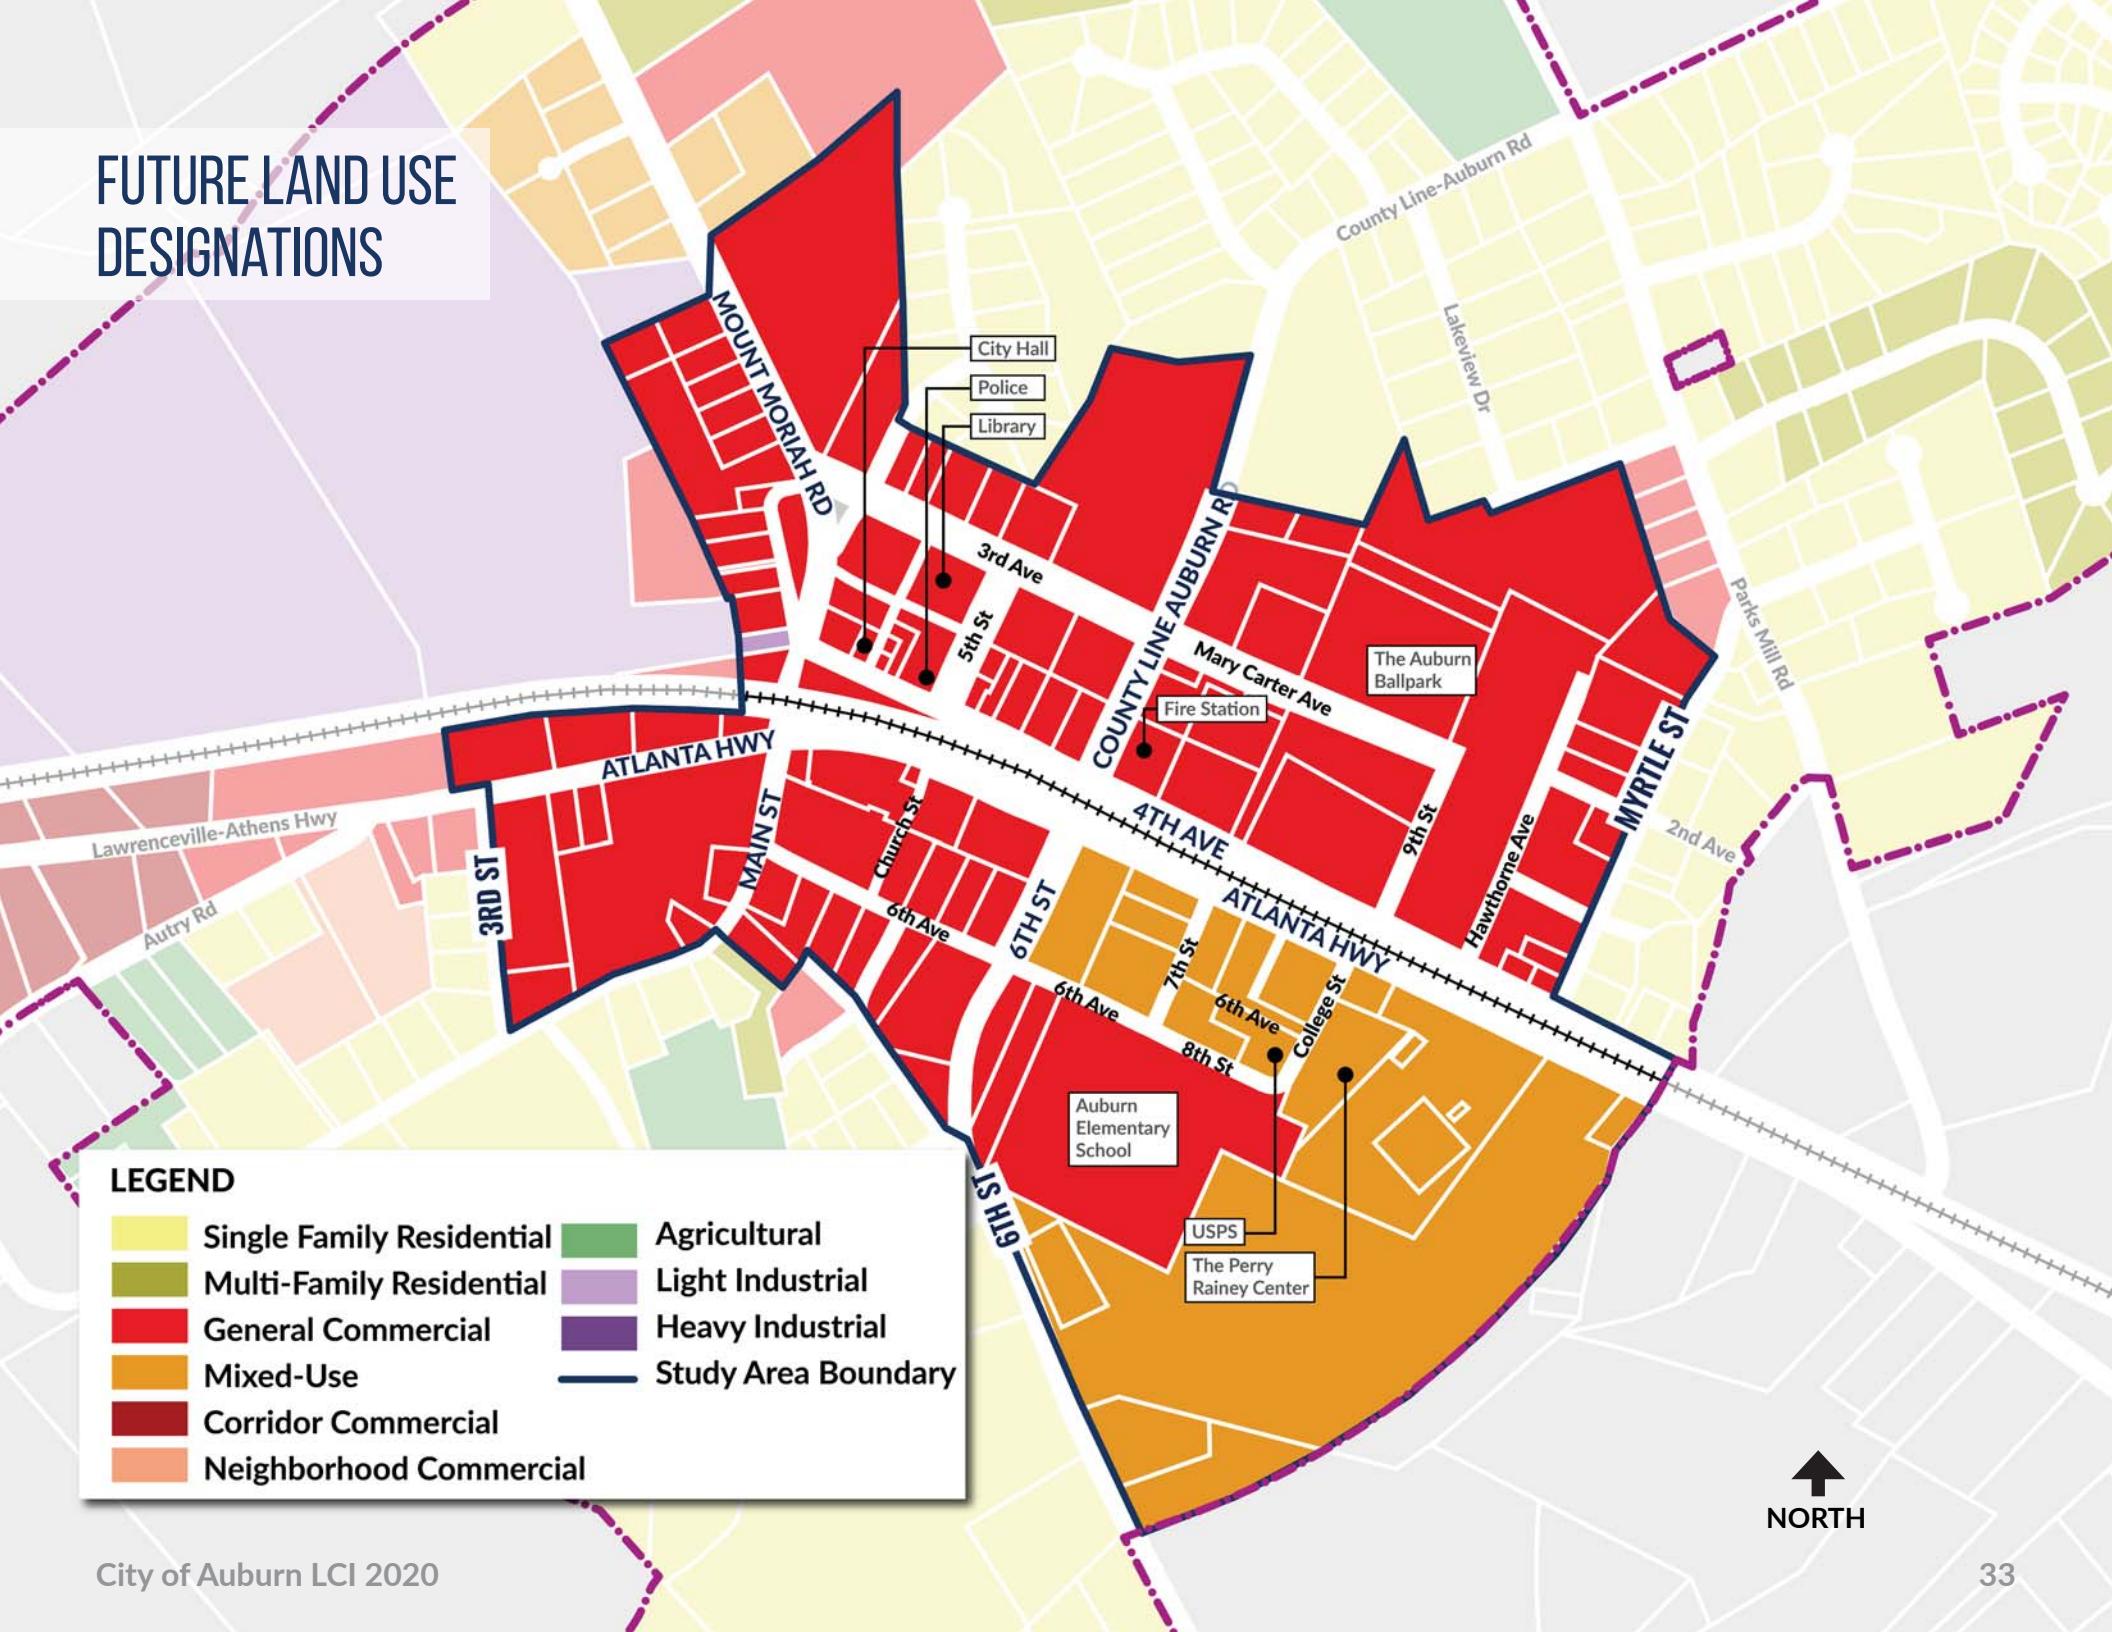 FUTURE LAND USE
DESIGNATIONS
County Line-Auburn Rd
MOUNT MORIAH RD
City Hall
Police
Library
Lakeview Dr
3rd Ave
5th St
COUNTY LINE AUBURN RD
Mary Carter Ave
The Auburn
Ballpark
Fire Station
Parks Mill Rd
MYRTLE ST
2nd Ave
ATLANTA HWY
Lawrenceville-Athens Hwy
MAIN ST
Church St
4TH AVE
9th St
Hawthorne Ave
3RD ST
Autry Rd
6th Ave
6TH ST
ATLANTA HWY
7th St
6th Ave
6th Ave
College St
8th St
Auburn
Elementary
School
6TH ST
USPS
The Perry
Rainey Center
LEGEND
Single Family Residential
Multi-Family Residential
General Commercial
Mixed-Use
Corridor Commercial
Neighborhood Commercial
Agricultural
Light Industrial
Heavy Industrial
Study Area Boundary
NORTH
City of Auburn LCI 2020
33